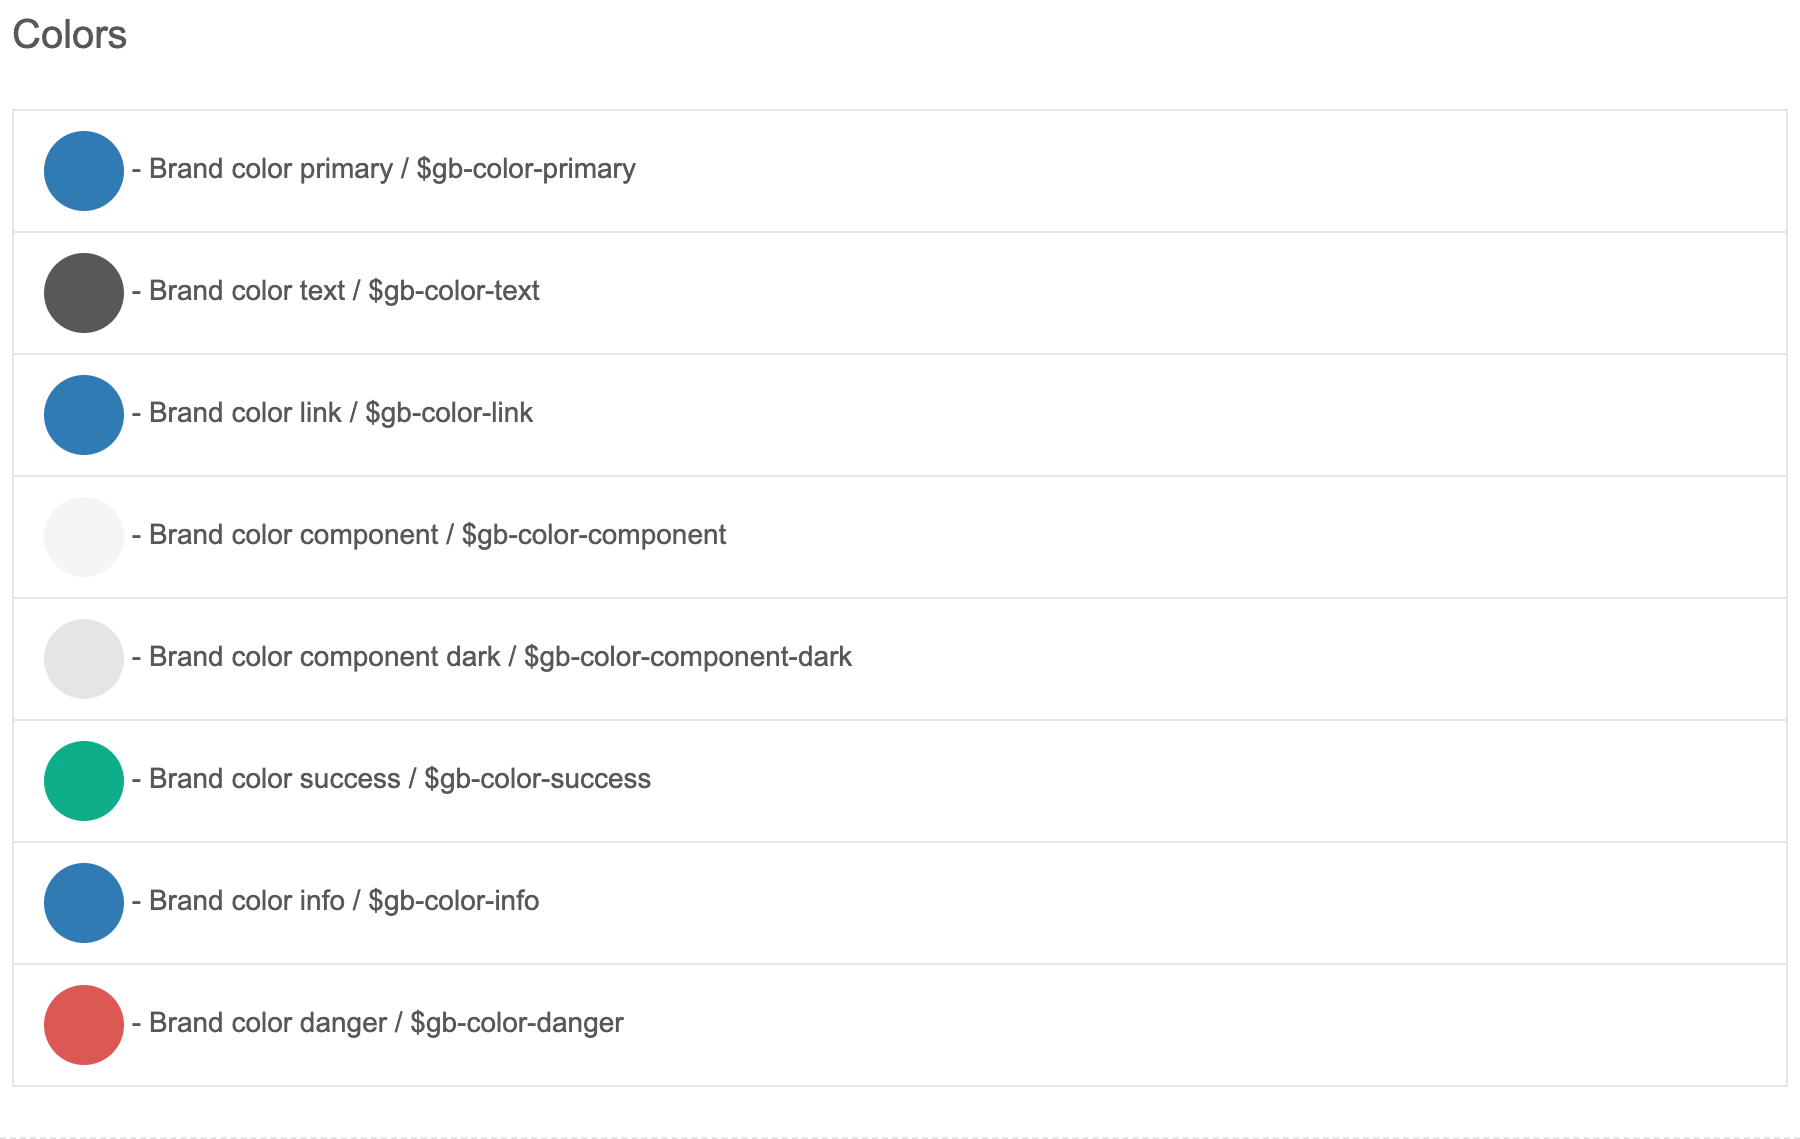 Colors
- Brand color primary / $gb-color-primary
- Brand color text / $gb-color-text
- Brand color link / $gb-color-link
- Brand color component / $gb-color-component
- Brand color component dark / $gb-color-component-dark
- Brand color success / $gb-color-success
- Brand color info / $gb-color-info
- Brand color danger / $gb-color-danger